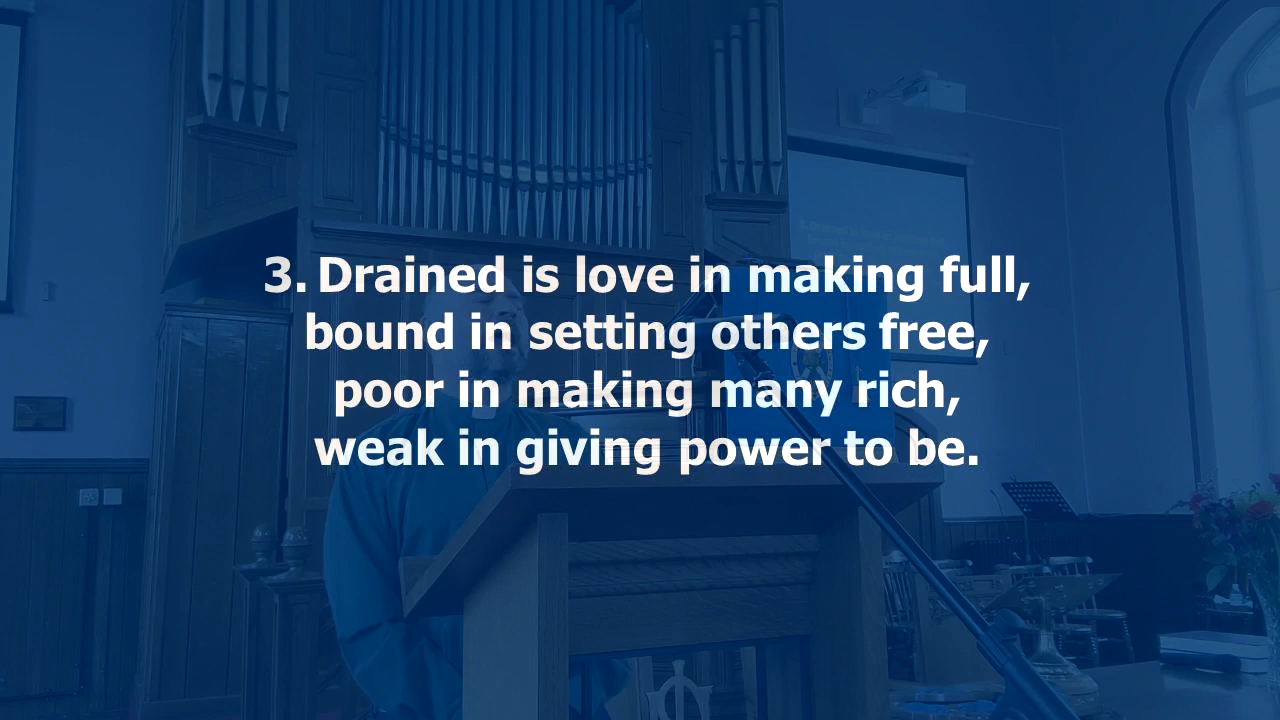 3. Drained is love in making full,
bound in setting others free,
poor in making many rich,
weak in giving power to be.